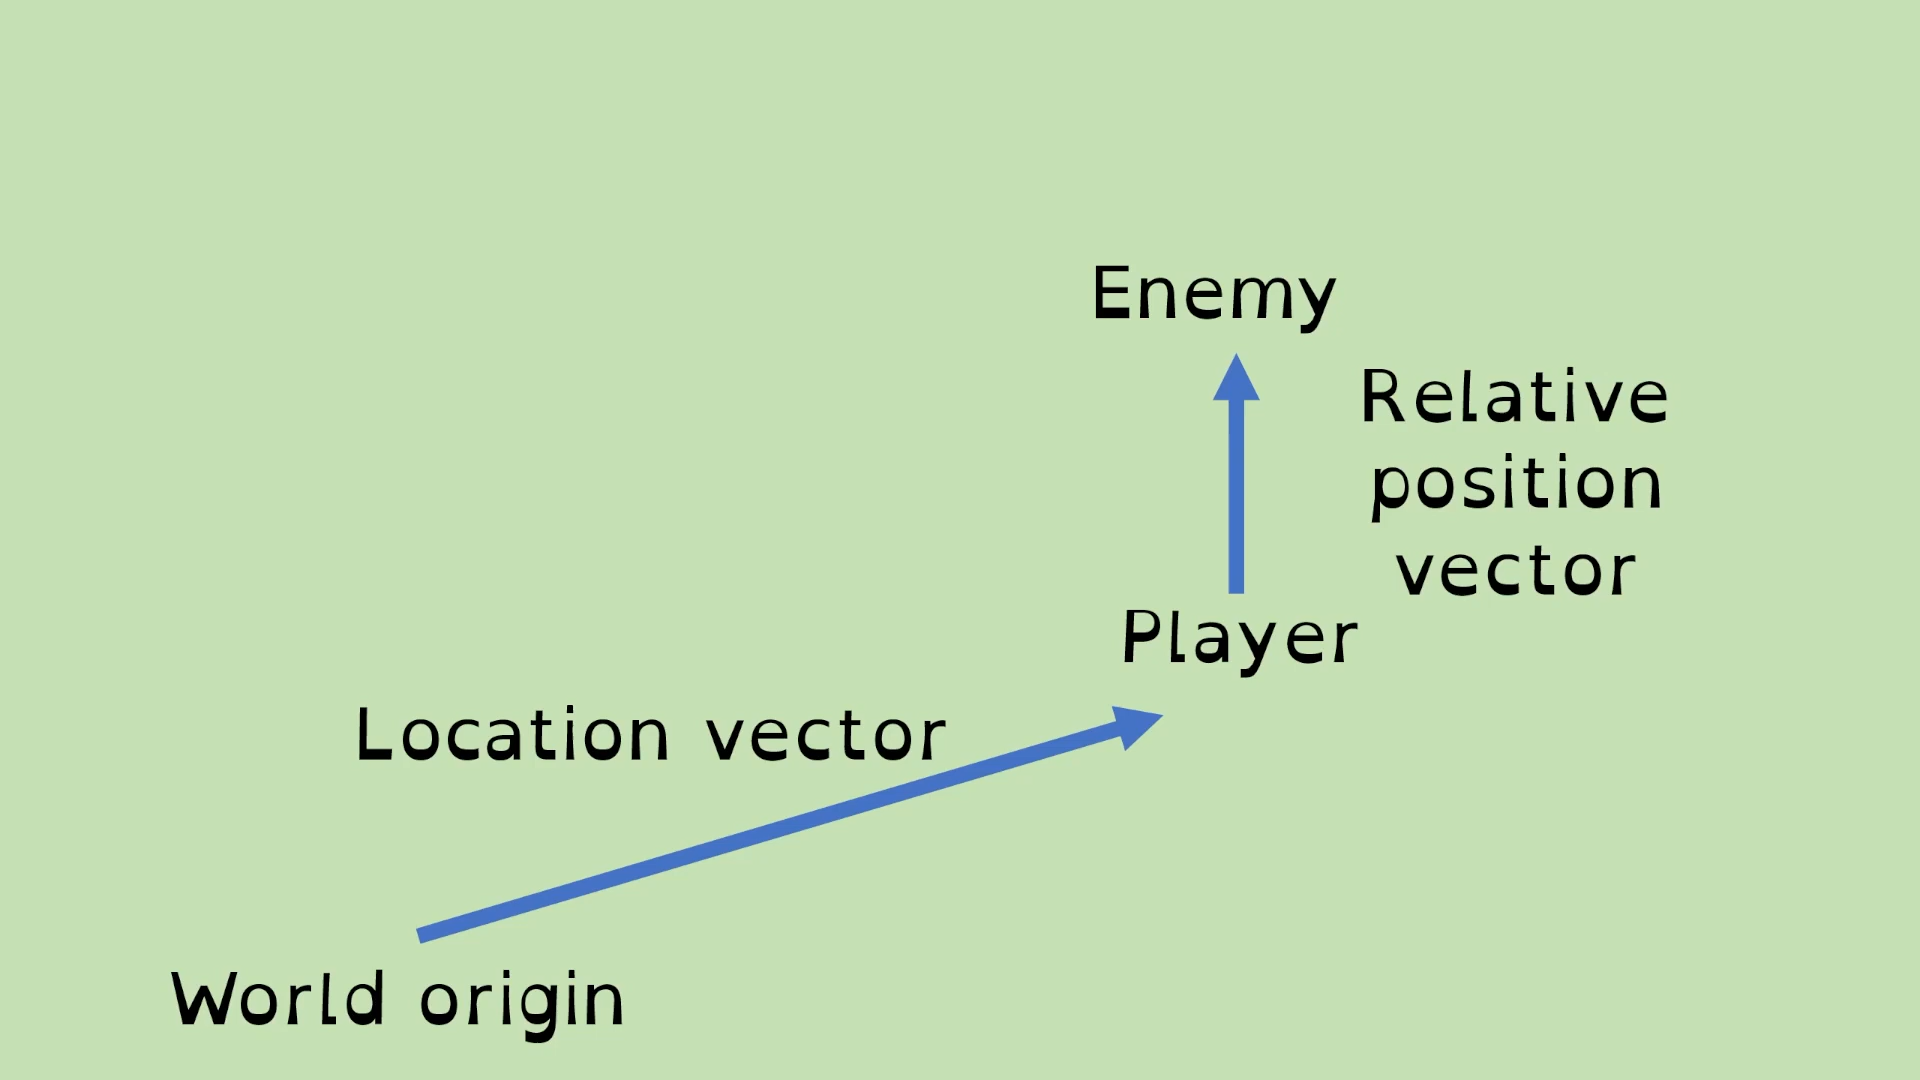 Enemy
Relative
position
vector
Player
Location vector
World origin